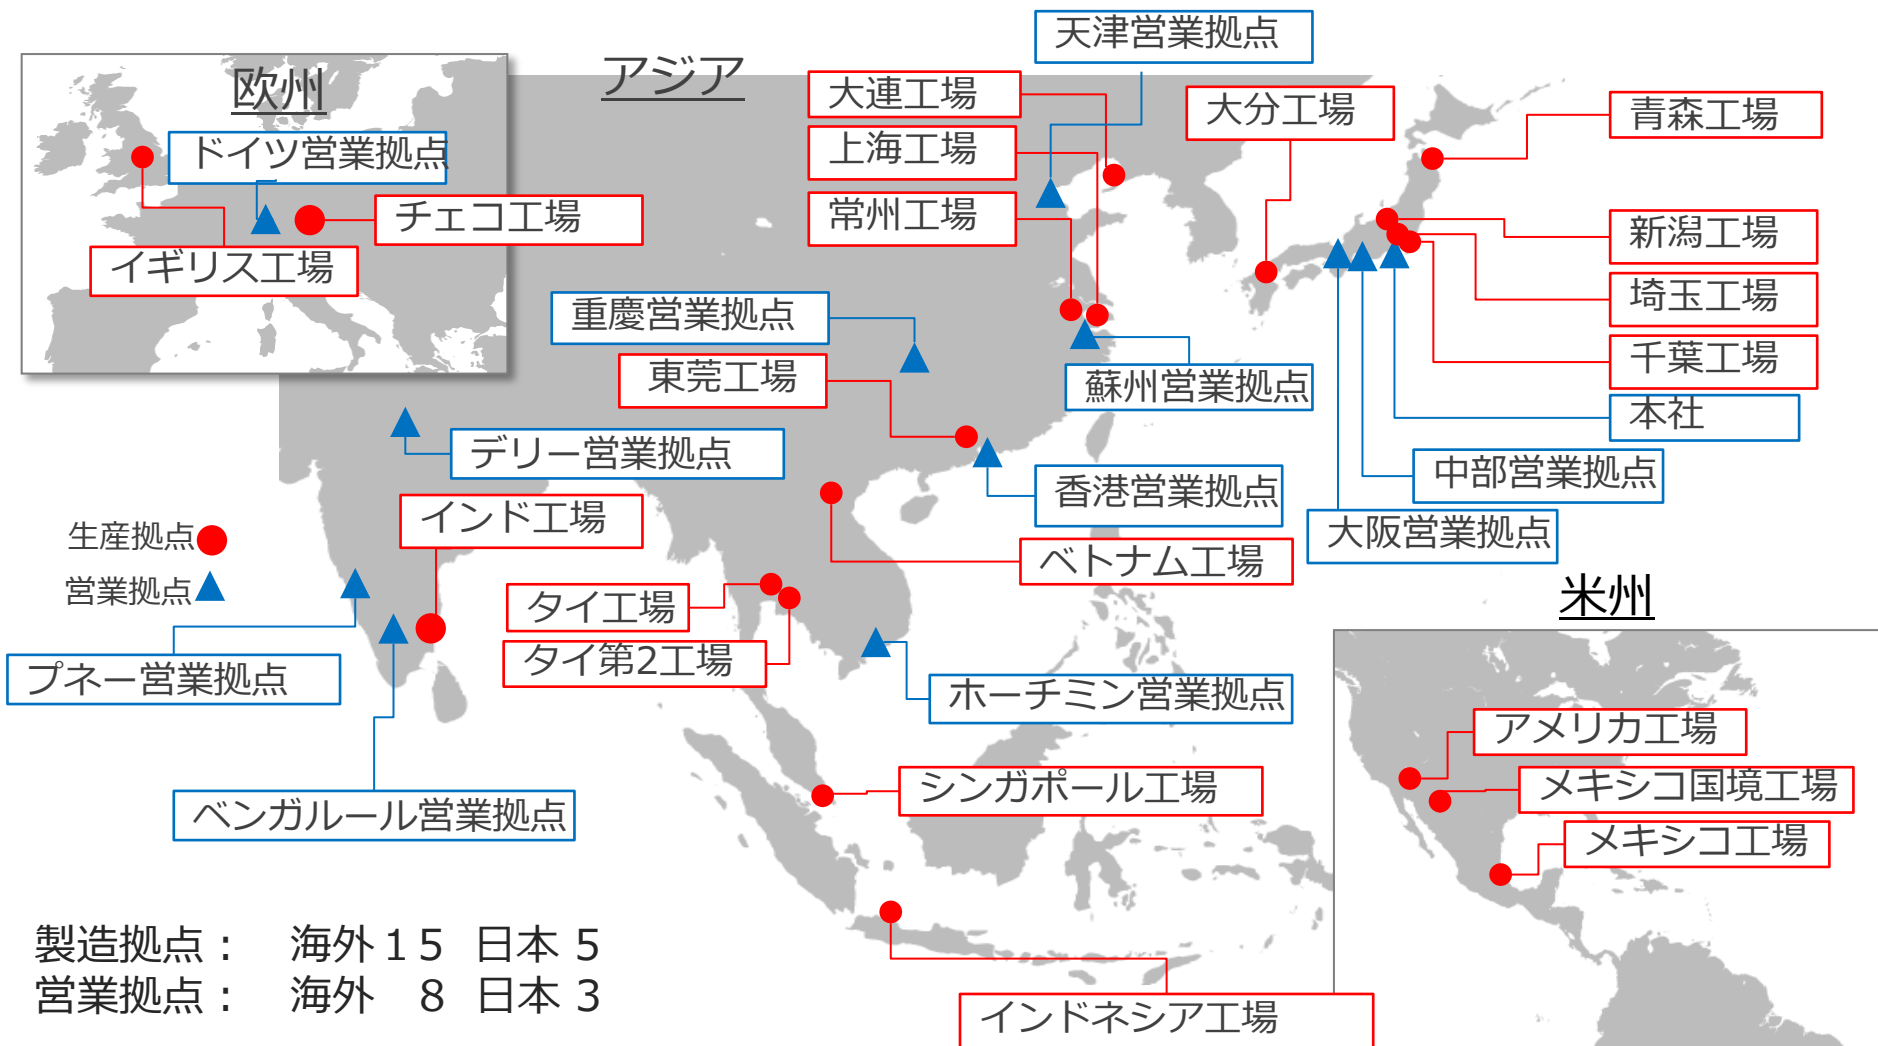 天津営業拠点
欧州
アジア
大連工場
大分工場
青森工場
ドイツ営業拠点
上海工場
チェコ工場
常州工場
新潟工場
イギリス工場
埼玉工場
重慶営業拠点
東莞工場
蘇州営業拠点
千葉工場
本社
デリー営業拠点
中部営業拠点
香港営業拠点
インド工場
大阪営業拠点
生産拠点
ベトナム工場
営業拠点
タイ工場
米州
タイ第2工場
プネー営業拠点
ホーチミン営業拠点
アメリカ工場
シンガポール工場
メキシコ国境工場
ベンガルール営業拠点
メキシコ工場
製造拠点: 海外15 日本 5
営業拠点: 海外 8 日本 3
インドネシア工場